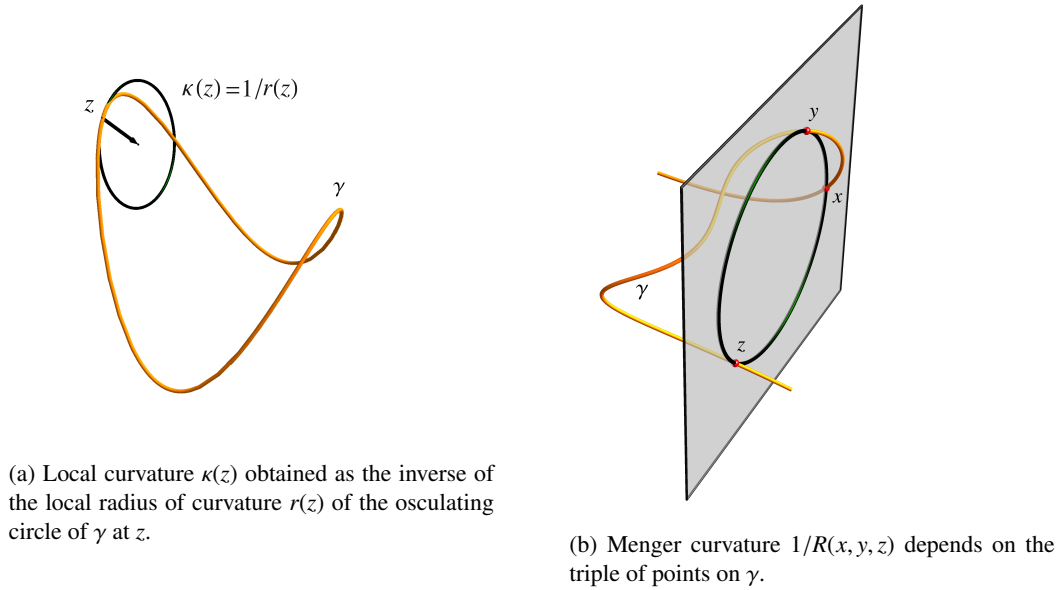 κ(z) = 1/r(z)
z
γ
(a) Local curvature κ(z) obtained as the inverse of
the local radius of curvature r(z) of the osculating
circle of γ at z.
y
x
γ
z
(b) Menger curvature 1/R(x, y, z) depends on the
triple of points on γ.